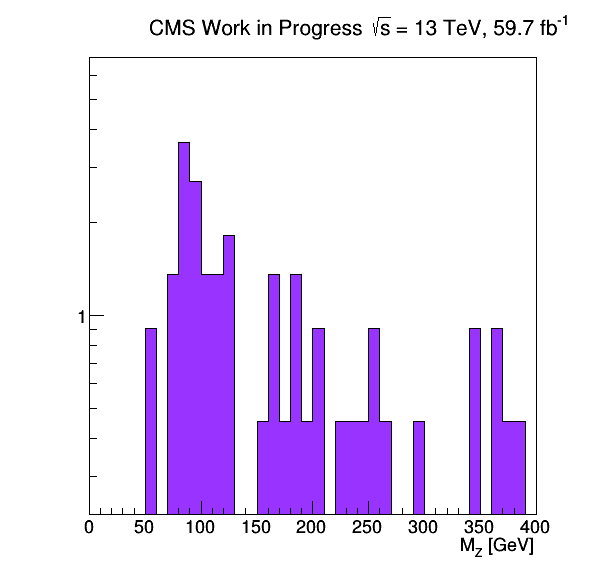 CMS Work in Progress √s = 13 TeV, 59.7 fb⁻¹
1
0 50 100 150 200 250 300 350 400
M_Z [GeV]